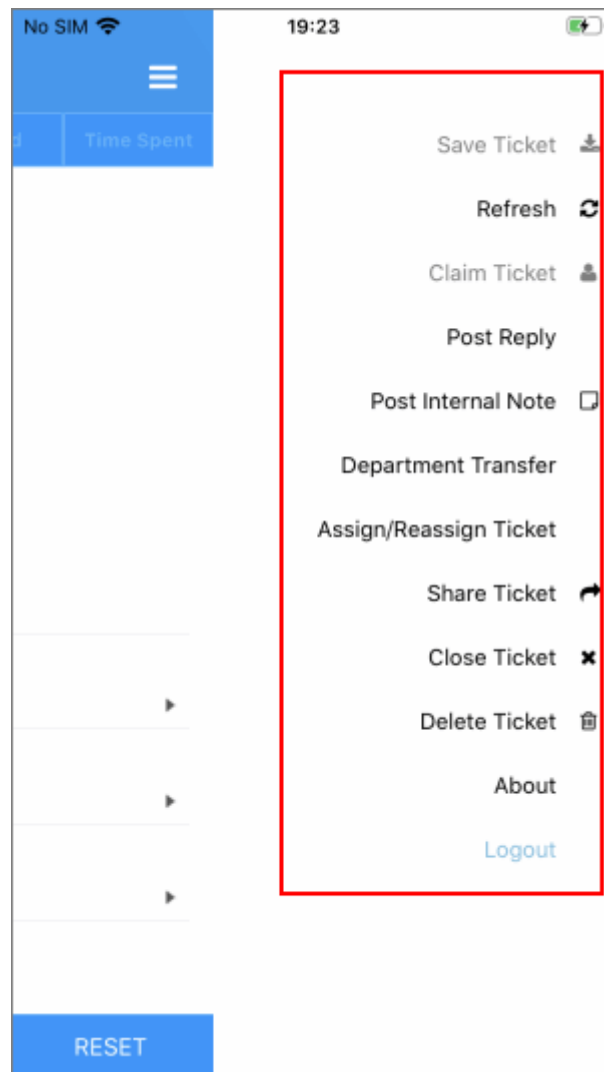 No SIM
19:23
d
Time Spent
Save Ticket
Refresh
Claim Ticket
Post Reply
Post Internal Note
Department Transfer
Assign/Reassign Ticket
Share Ticket
Close Ticket
Delete Ticket
About
Logout
RESET